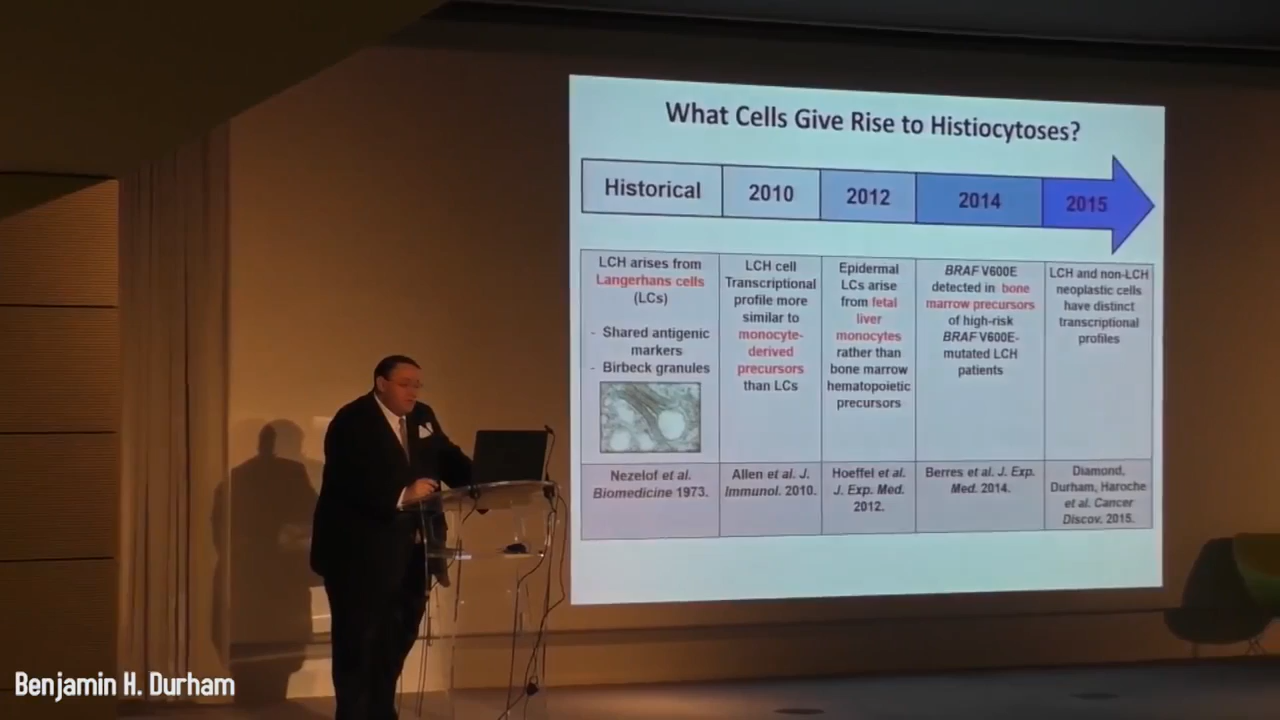 What Cells Give Rise to Histiocytoses?
Historical
2010
2012
2014
2015
LCH arises from
Langerhans cells
(LCs)
- Shared antigenic
markers
- Birbeck granules
LCH cell
Transcriptional
profile more
similar to
monocyte-
derived
precursors
than LCs
Epidermal
LCs arise
from fetal
liver
monocytes
rather than
bone marrow
hematopoietic
precursors
BRAF V600E
detected in bone
marrow precursors
of high-risk
BRAF V600E-
mutated LCH
patients
LCH and non-LCH
neoplastic cells
have distinct
transcriptional
profiles
Nezelof et al.
Biomedicine 1973.
Allen et al. J.
Immunol. 2010.
Hoeffel et al.
J. Exp. Med.
2012.
Berres et al. J. Exp.
Med. 2014.
Diamond,
Durham, Haroche
et al. Cancer
Discov. 2015.
Benjamin H. Durham